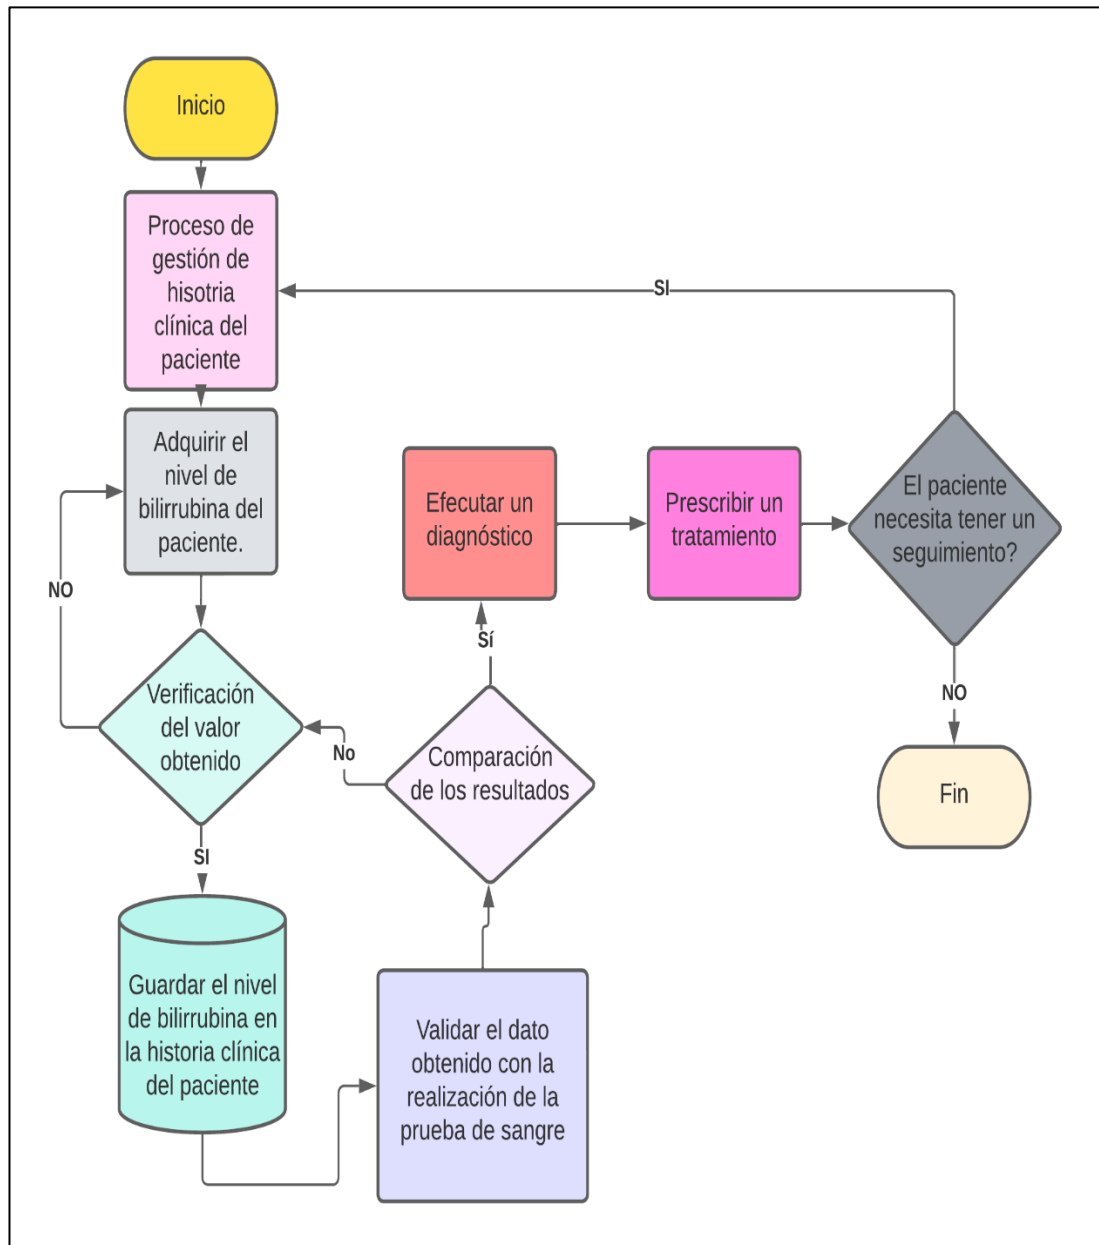 Inicio
Proceso de
gestión de
hisotria
clínica del
paciente
SI
Adquirir el
nivel de
bilirrubina del
paciente.
NO
Verificación
del valor
obtenido
SI
Guardar el nivel
de bilirrubina en
la historia clínica
del paciente
Validar el dato
obtenido con la
realización de la
prueba de sangre
Comparación
de los resultados
No
Sí
Efecutar un
diagnóstico
Prescribir un
tratamiento
El paciente
necesita tener un
seguimiento?
NO
Fin